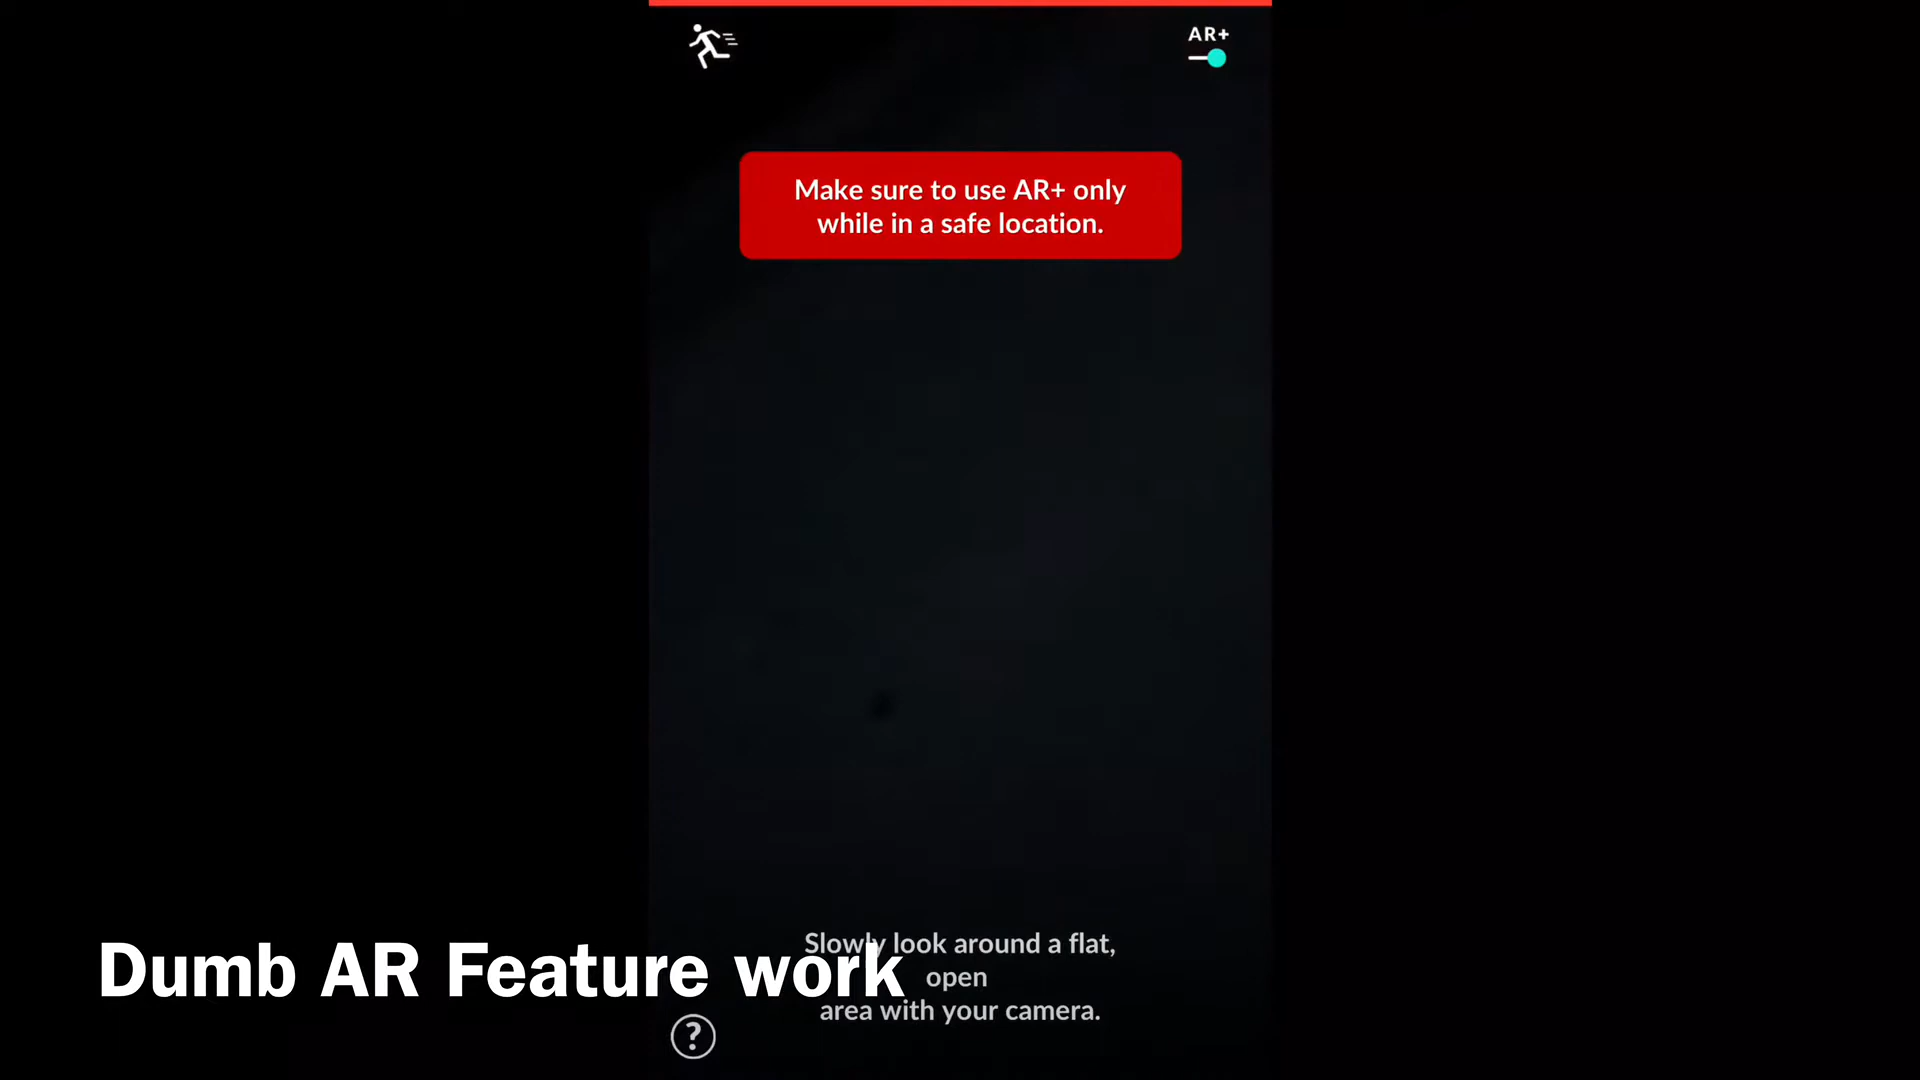 AR+
Make sure to use AR+ only
while in a safe location.
Slowly look around a flat,
open
area with your camera.
Dumb AR Feature work
?